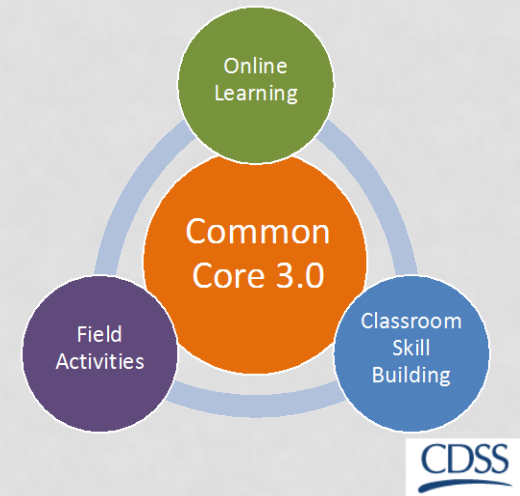 Online
Learning
Common
Core 3.0
Field
Activities
Classroom
Skill
Building
CDSS